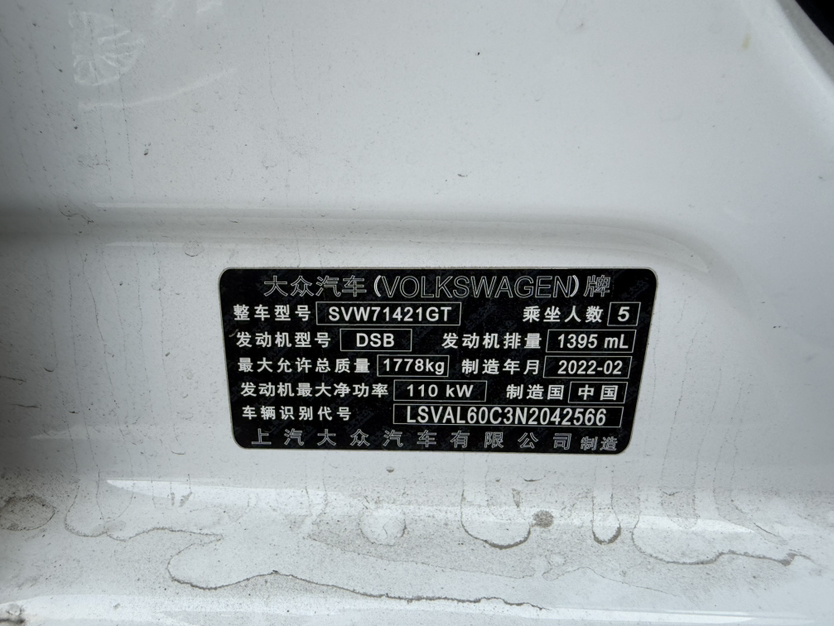 大众汽车(VOLKSWAGEN)牌
整车型号 SVW71421GT 乘坐人数 5
发动机型号 DSB 发动机排量 1395 mL
最大允许总质量 1778kg 制造年月 2022-02
发动机最大净功率 110 kW 制造国 中国
车辆识别代号 LSVAL60C3N2042566
上汽大众汽车有限公司制造